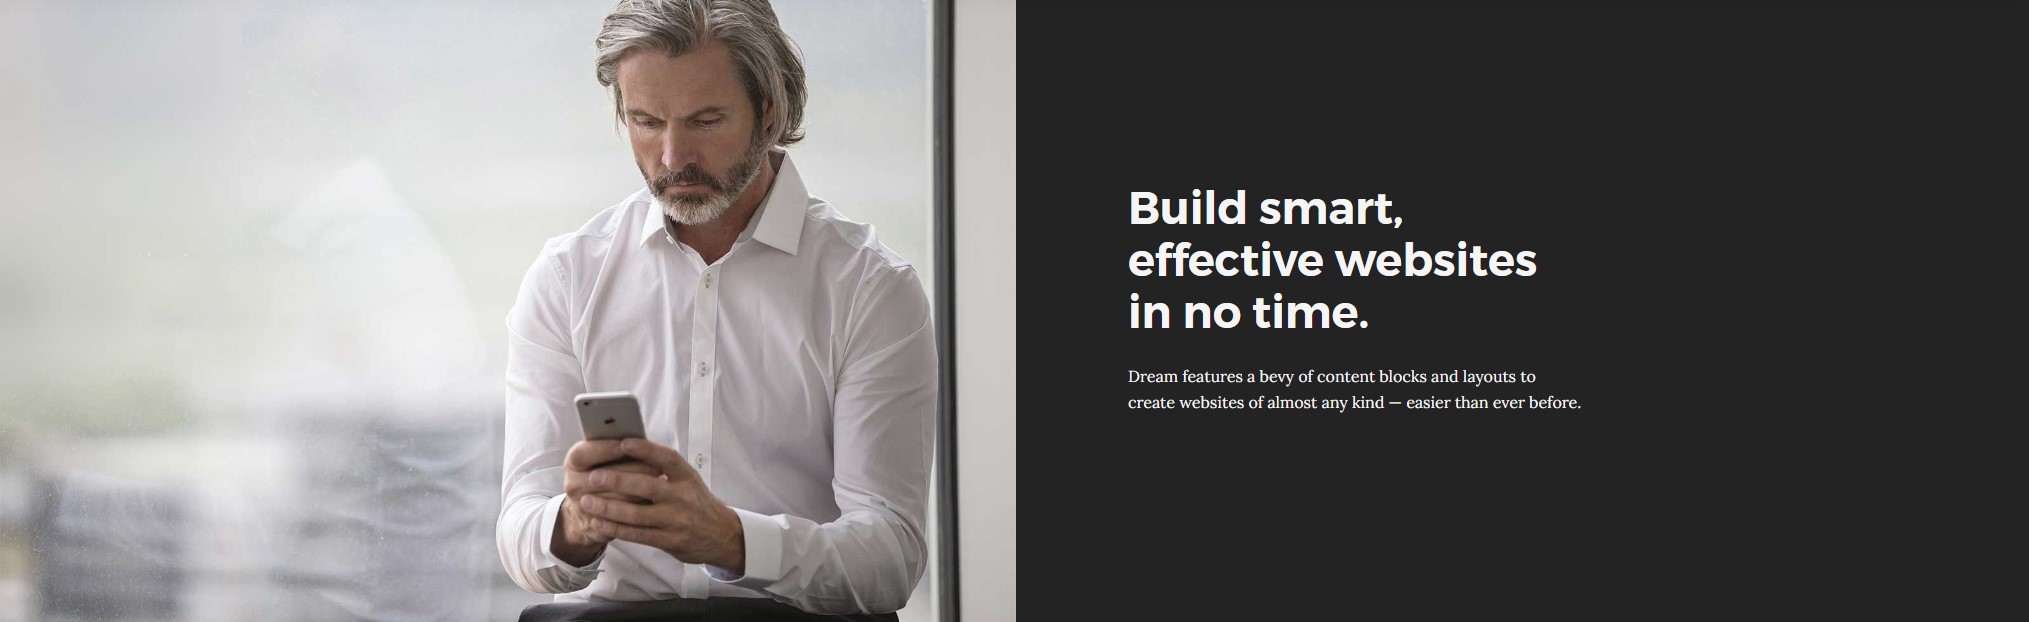 Build smart,
effective websites
in no time.
Dream features a bevy of content blocks and layouts to
create websites of almost any kind — easier than ever before.